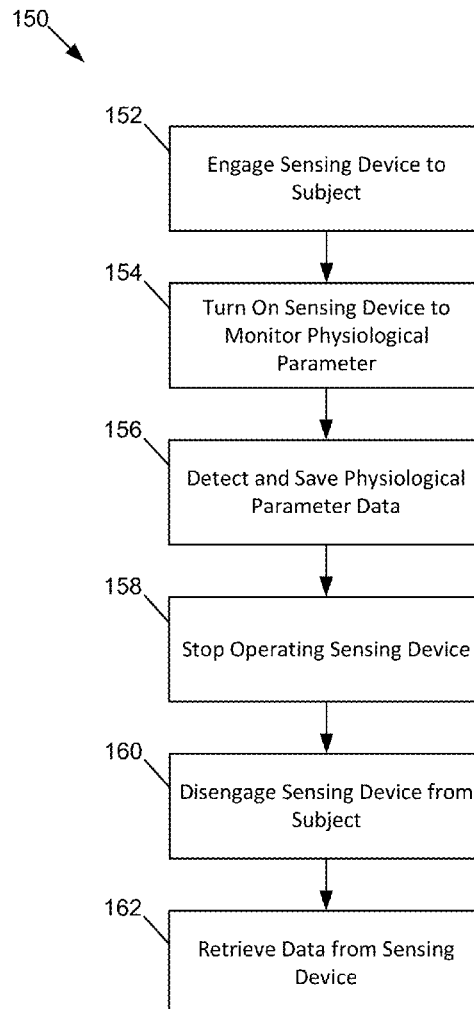 150
152
Engage Sensing Device to
Subject
154
Turn On Sensing Device to
Monitor Physiological
Parameter
156
Detect and Save Physiological
Parameter Data
158
Stop Operating Sensing Device
160
Disengage Sensing Device from
Subject
162
Retrieve Data from Sensing
Device